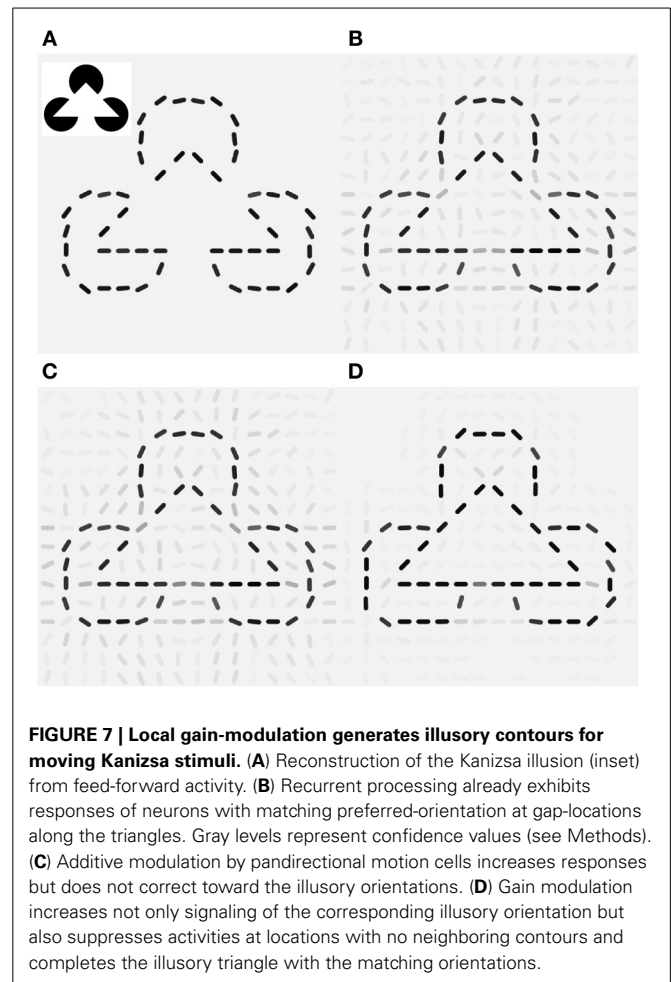 A
B
C
D
FIGURE 7 | Local gain-modulation generates illusory contours for
moving Kanizsa stimuli. (A) Reconstruction of the Kanizsa illusion (inset)
from feed-forward activity. (B) Recurrent processing already exhibits
responses of neurons with matching preferred-orientation at gap-locations
along the triangles. Gray levels represent confidence values (see Methods).
(C) Additive modulation by pandirectional motion cells increases responses
but does not correct toward the illusory orientations. (D) Gain modulation
increases not only signaling of the corresponding illusory orientation but
also suppresses activities at locations with no neighboring contours and
completes the illusory triangle with the matching orientations.